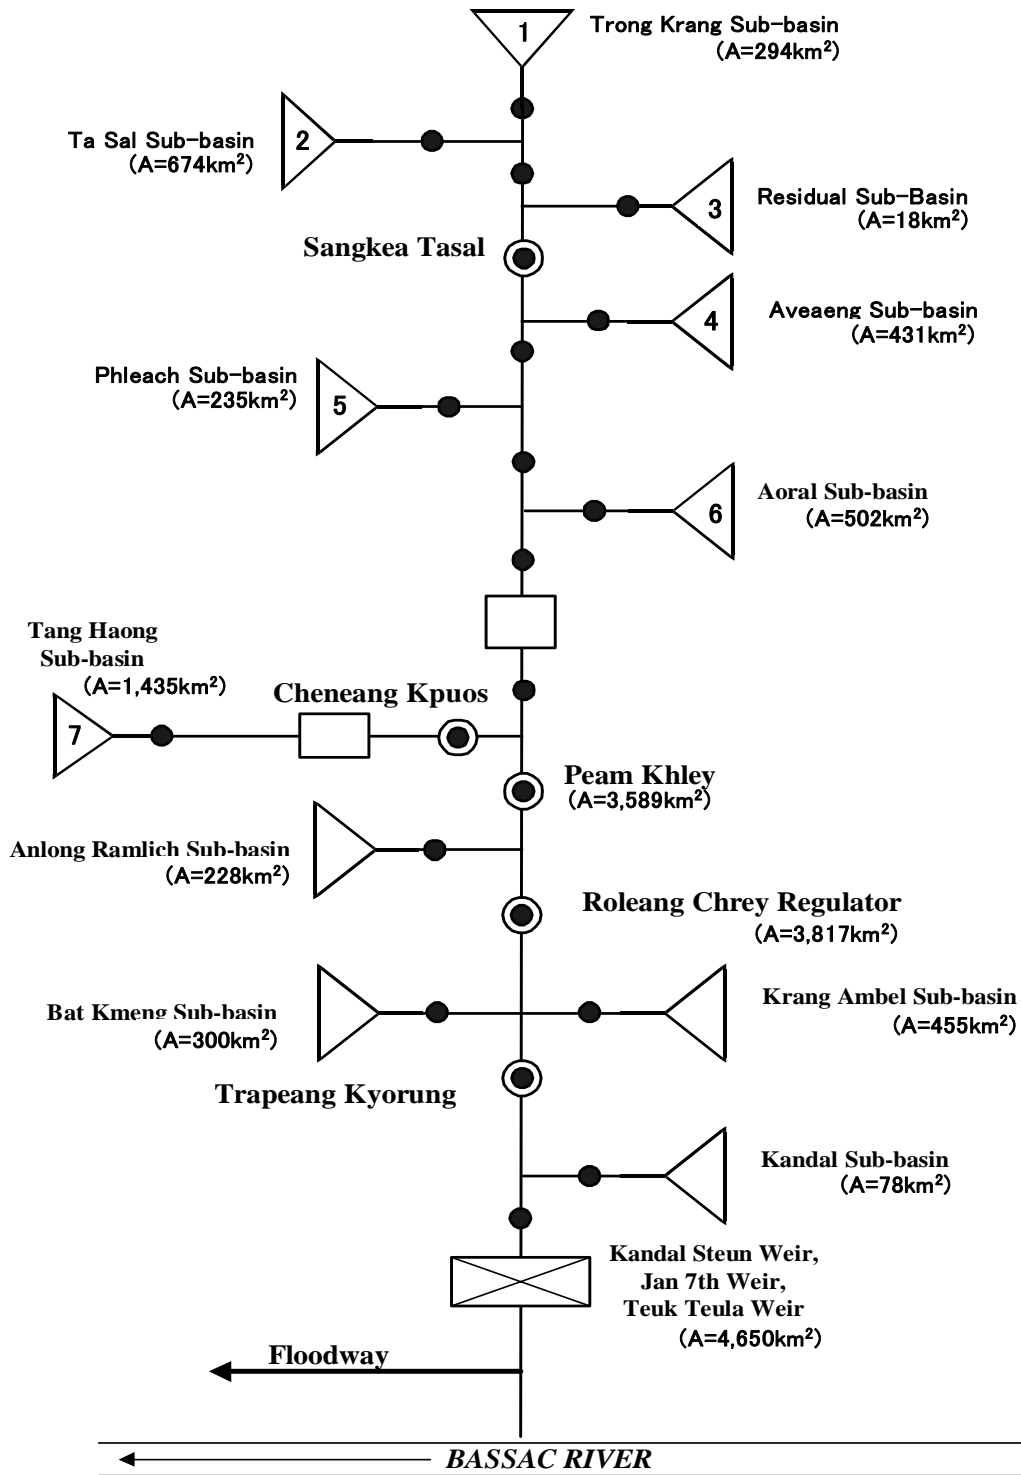 1
Trong Krang Sub-basin
(A=294km²)
Ta Sal Sub-basin
(A=674km²)
2
3
Residual Sub-Basin
(A=18km²)
Sangkea Tasal
4
Aveaeng Sub-basin
(A=431km²)
Phleach Sub-basin
(A=235km²)
5
6
Aoral Sub-basin
(A=502km²)
Tang Haong
Sub-basin
(A=1,435km²)
7
Cheneang Kpuos
Peam Khley
(A=3,589km²)
Anlong Ramlich Sub-basin
(A=228km²)
Roleang Chrey Regulator
(A=3,817km²)
Bat Kmeng Sub-basin
(A=300km²)
Krang Ambel Sub-basin
(A=455km²)
Trapeang Kyorung
Kandal Sub-basin
(A=78km²)
Kandal Steun Weir,
Jan 7th Weir,
Teuk Teula Weir
(A=4,650km²)
Floodway
BASSAC RIVER